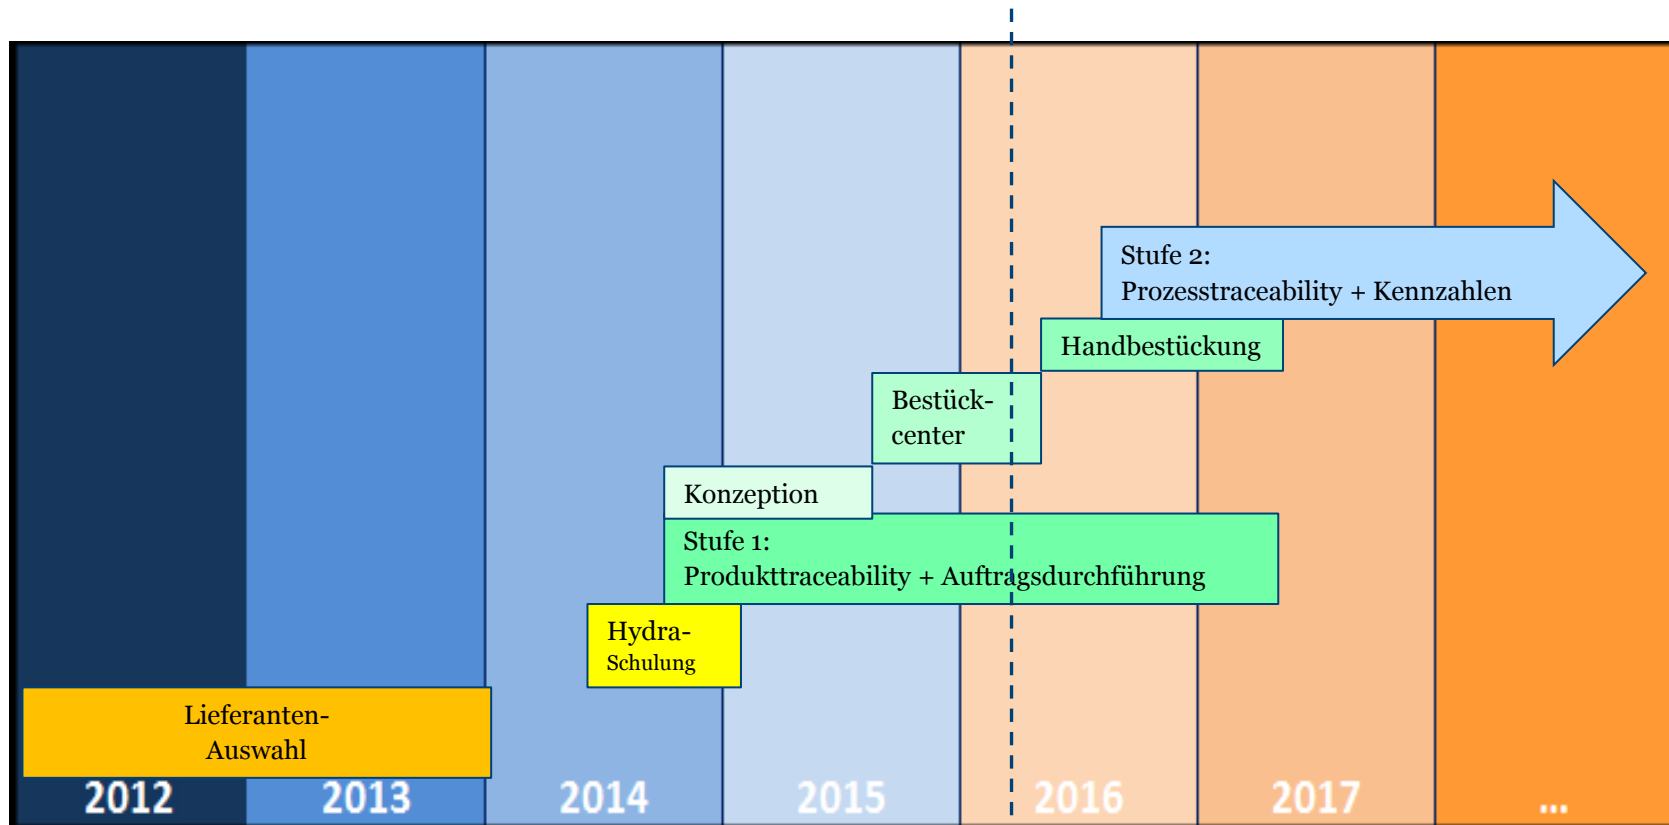 Stufe 2:
Prozesstraceability + Kennzahlen
Handbestückung
Bestück-
center
Konzeption
Stufe 1:
Produkttraceability + Auftragsdurchführung
Hydra-
Schulung
Lieferanten-
Auswahl
2012 2013 2014 2015 2016 2017 ...